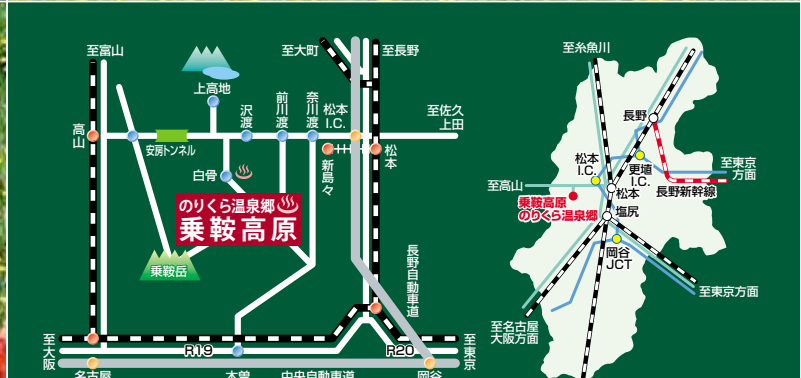 至富山
至大町
至長野
上高地
高山
安房トンネル
沢渡
前川渡
奈川渡
松本
I.C.
至佐久
上田
新島々
松本
白骨
のりくら温泉郷
乗鞍高原
乗鞍岳
長野自動車道
至大阪
R19
R20
至東京
名古屋
木曽
中央自動車道
岡谷
至糸魚川
長野
松本
I.C.
更埴
I.C.
至東京
方面
長野新幹線
至高山
松本
乗鞍高原
のりくら温泉郷
塩尻
岡谷
JCT
至東京方面
至名古屋
大阪方面